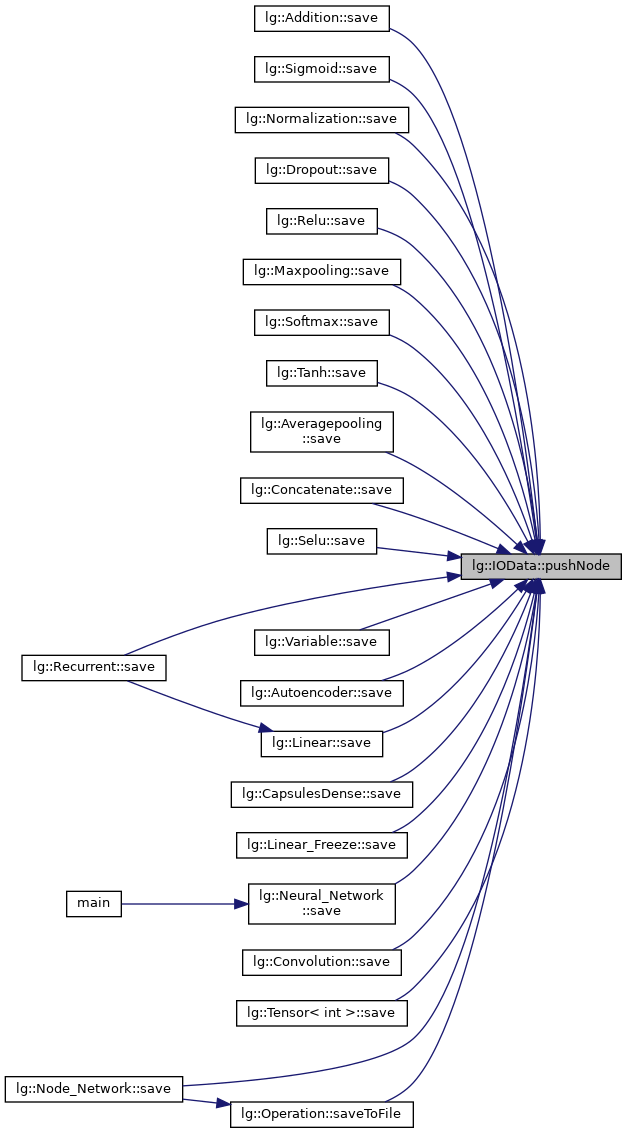 lg::Addition::save
lg::Sigmoid::save
lg::Normalization::save
lg::Dropout::save
lg::Relu::save
lg::Maxpooling::save
lg::Softmax::save
lg::Tanh::save
lg::Averagepooling
::save
lg::Concatenate::save
lg::Selu::save
lg::IOData::pushNode
lg::Variable::save
lg::Recurrent::save
lg::Autoencoder::save
lg::Linear::save
lg::CapsulesDense::save
lg::Linear_Freeze::save
main
lg::Neural_Network
::save
lg::Convolution::save
lg::Tensor< int >::save
lg::Node_Network::save
lg::Operation::saveToFile